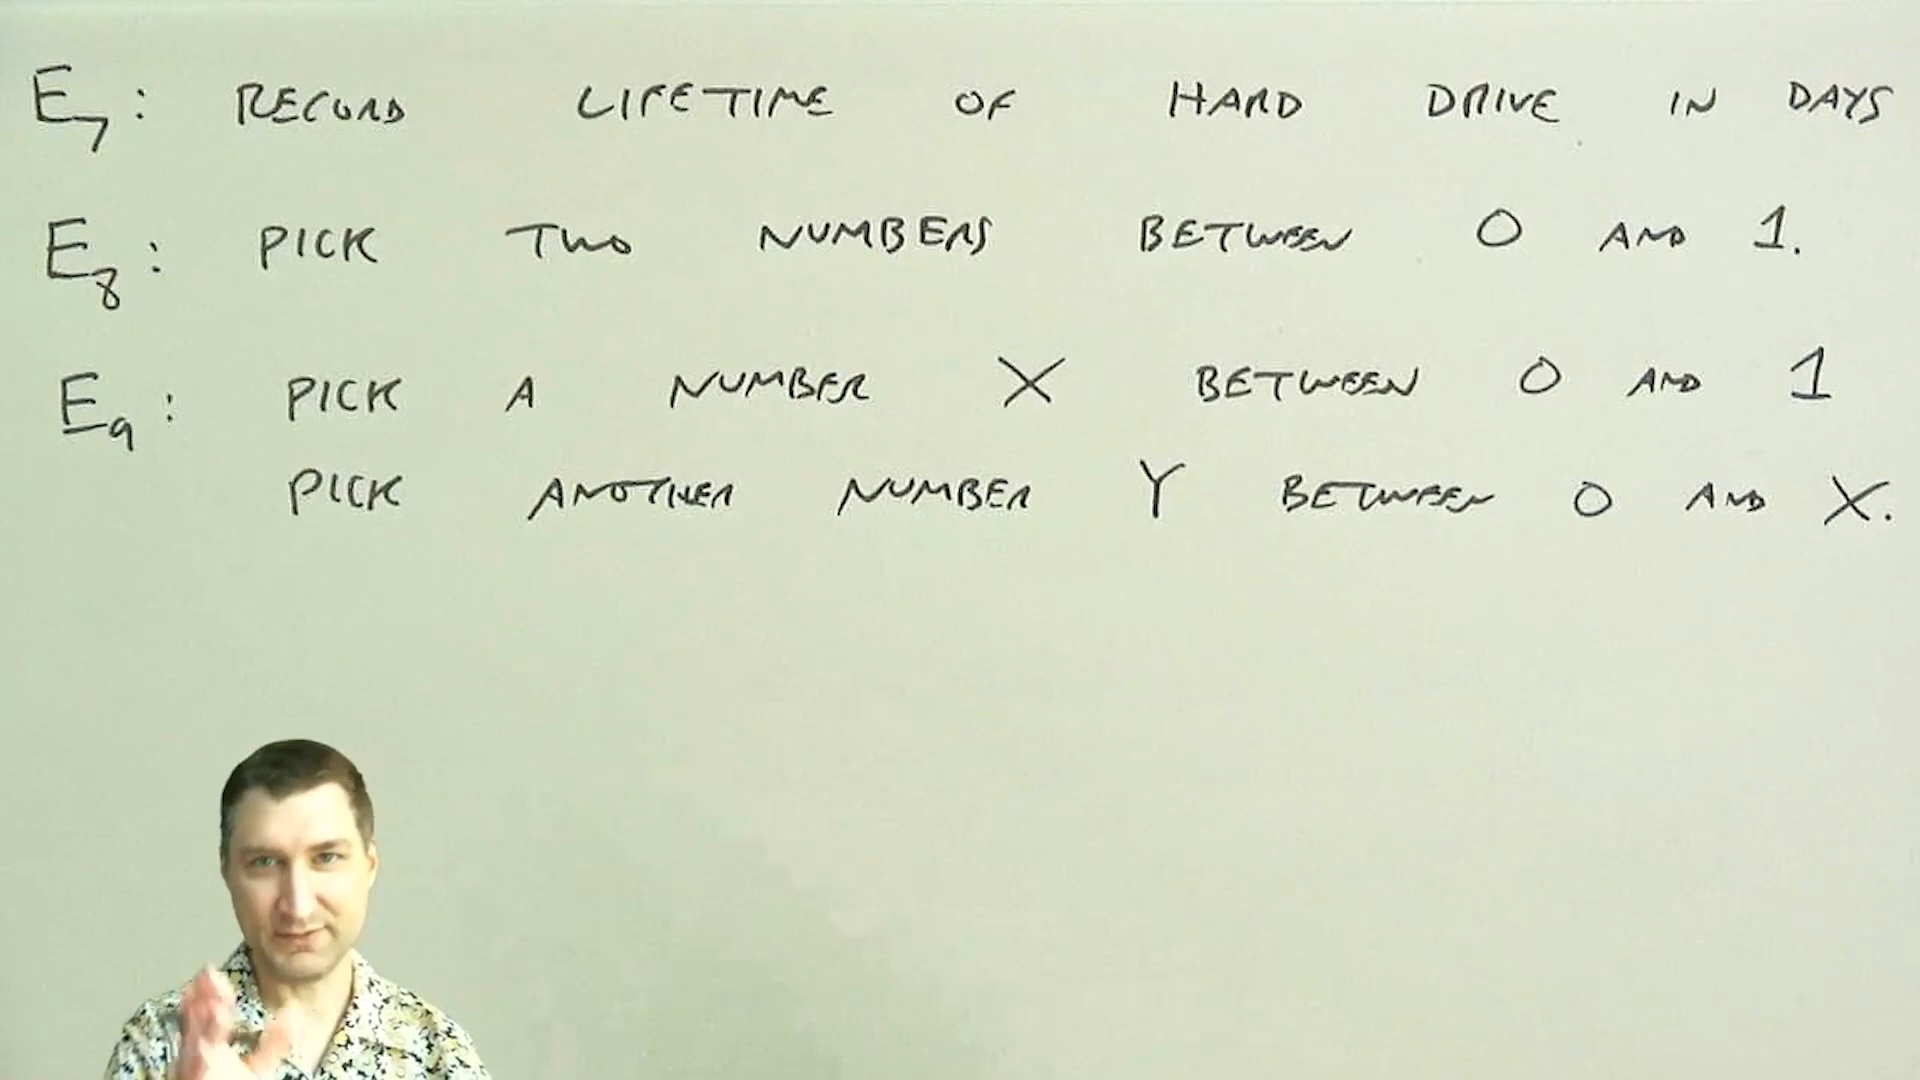 E7: RECORD LIFETIME OF HARD DRIVE IN DAYS
E8: PICK TWO NUMBERS BETWEEN 0 AND 1.
E9: PICK A NUMBER X BETWEEN 0 AND 1
PICK ANOTHER NUMBER Y BETWEEN 0 AND X.